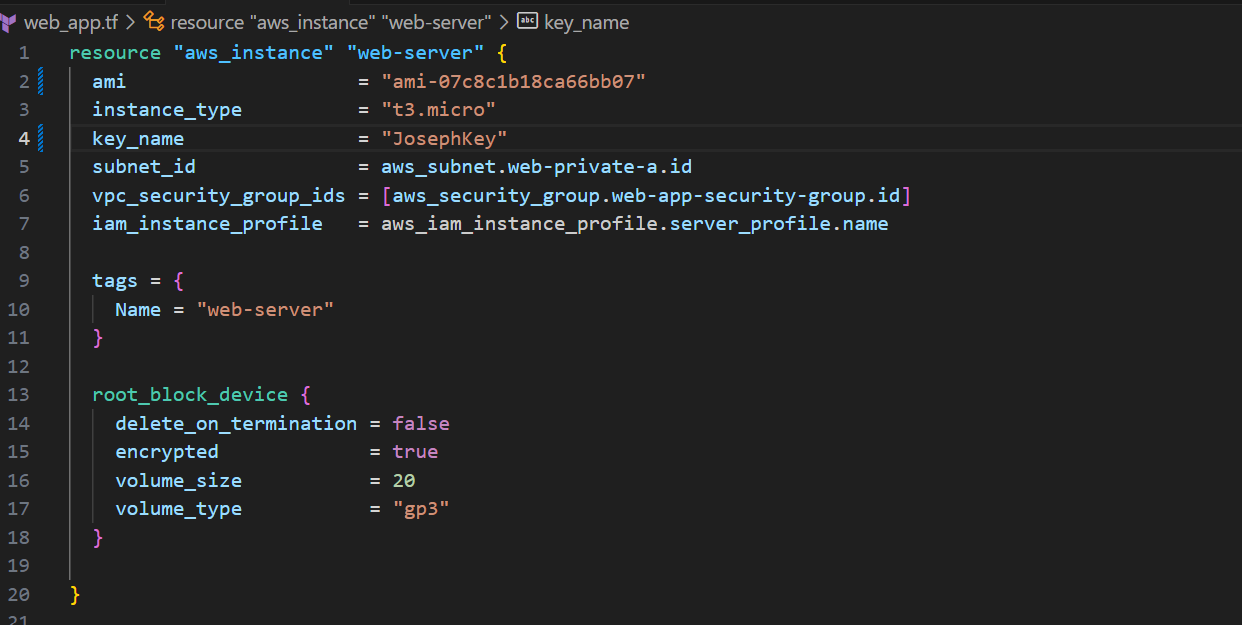 web_app.tf > resource "aws_instance" "web-server" > abc key_name
1 resource "aws_instance" "web-server" {
2 ami = "ami-07c8c1b18ca66bb07"
3 instance_type = "t3.micro"
4 key_name = "JosephKey"
5 subnet_id = aws_subnet.web-private-a.id
6 vpc_security_group_ids = [aws_security_group.web-app-security-group.id]
7 iam_instance_profile = aws_iam_instance_profile.server_profile.name
8
9 tags = {
10 Name = "web-server"
11 }
12
13 root_block_device {
14 delete_on_termination = false
15 encrypted = true
16 volume_size = 20
17 volume_type = "gp3"
18 }
19
20 }
21